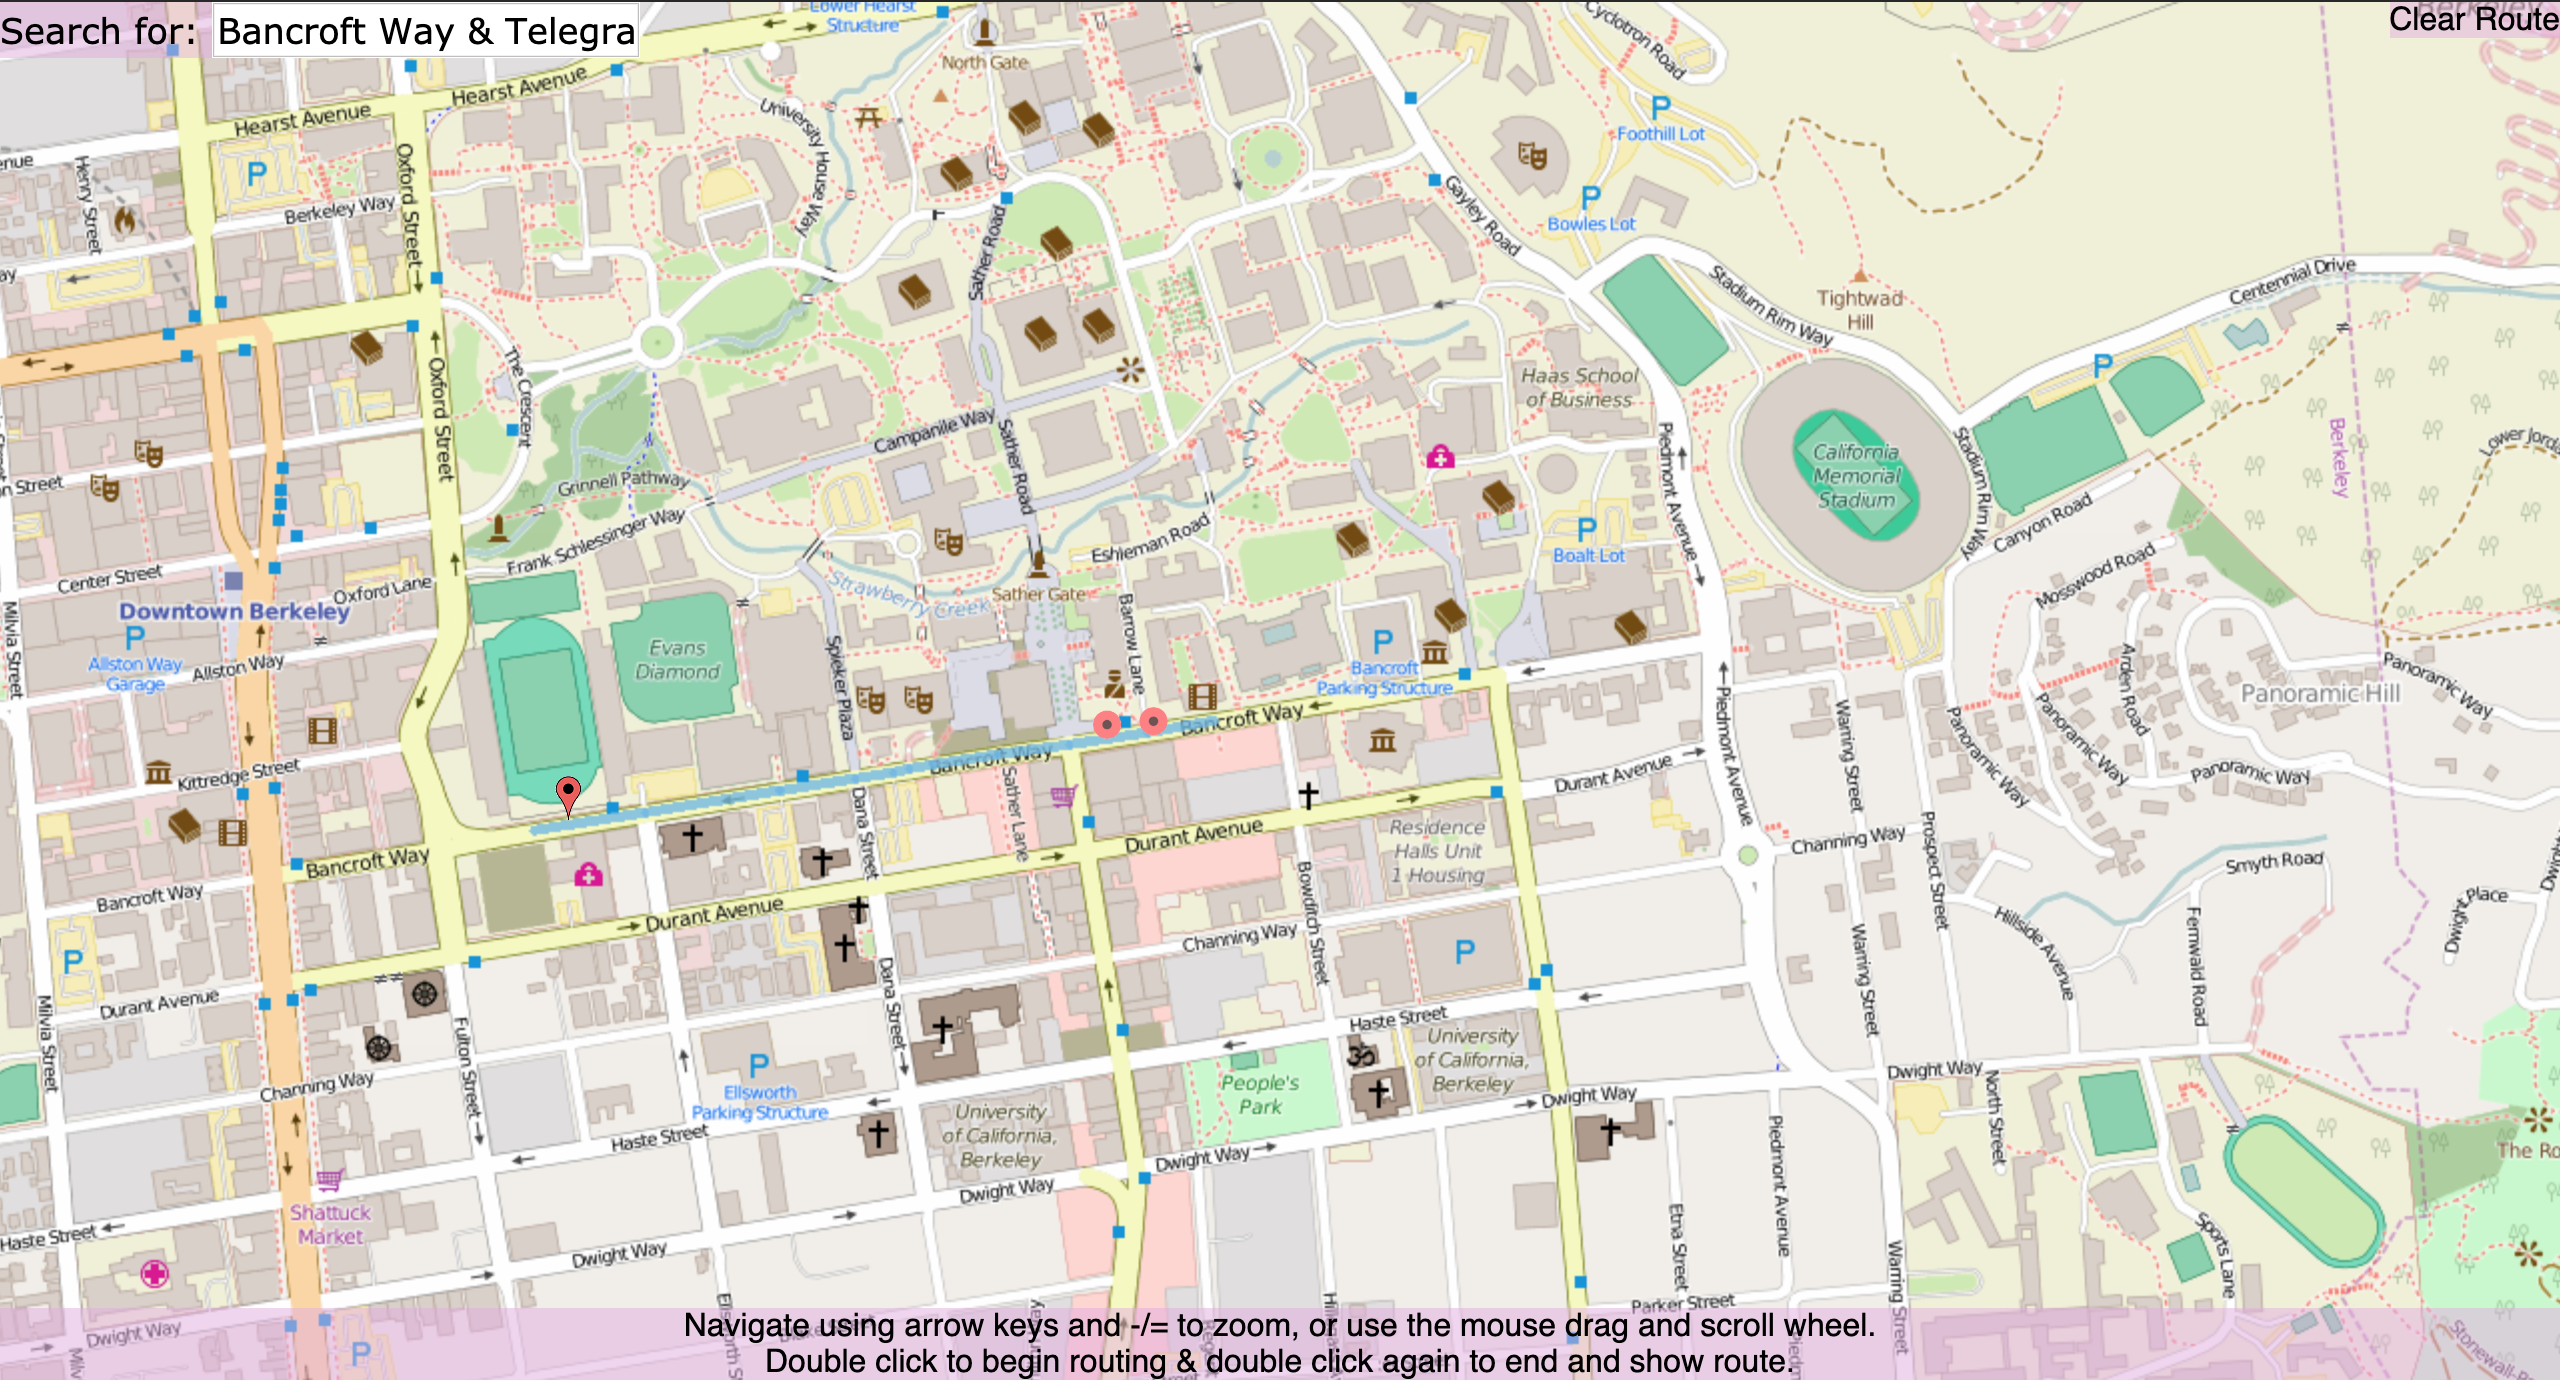 Search for: Bancroft Way & Telegra
Clear Route
Lower Hearst
Structure
North Gate
Cyclotron Road
Hearst Avenue
Hearst Avenue
University House Way
Foothill Lot
P
P
Henry Street
Oxford Street
Berkeley Way
Bowles Lot
P
Gayley Road
Sather Road
Stadium Rim Way
Tightwad
Hill
Centennial Drive
The Crescent
Oxford Street
Haas School
of Business
P
Campanile Way
Sather Road
Grinnell Pathway
Piedmont Avenue
California
Memorial
Stadium
Stadium Rim Way
Berkeley
Frank Schlessinger Way
Eshleman Road
P
Boalt Lot
Canyon Road
Mosswood Road
Center Street
Oxford Lane
Strawberry Creek
Sather Gate
Downtown Berkeley
P
Allston Way
Garage
Allston Way
Milvia Street
Evans
Diamond
Spieker Plaza
Barrow Lane
P
Bancroft
Parking Structure
Arden Road
Panoramic Way
Panoramic Hill
Kittredge Street
Bancroft Way
Bancroft Way
Piedmont Avenue
Warring Street
Panoramic Way
Panoramic Way
Panoramic Way
Durant Avenue
Dana Street
Sather Lane
Durant Avenue
Residence
Halls Unit
1 Housing
Channing Way
Prospect Street
Smyth Road
Bancroft Way
Bancroft Way
Durant Avenue
Bowditch Street
Channing Way
P
Warring Street
Hillside Avenue
Fernwald Road
Dwight Place
P
Durant Avenue
Milvia Street
Dana Street
Haste Street
University
of California,
Berkeley
Fulton Street
Channing Way
P
Ellsworth
Parking Structure
People's
Park
Dwight Way
Dwight Way
North Street
Haste Street
University
of California,
Berkeley
Dwight Way
Dwight Way
Piedmont Avenue
The Ro
Shattuck
Market
Haste Street
Dwight Way
Etna Street
Sports Lane
Warring Street
Parker Street
Dwight Way
P
Navigate using arrow keys and -/= to zoom, or use the mouse drag and scroll wheel.
Double click to begin routing & double click again to end and show route.